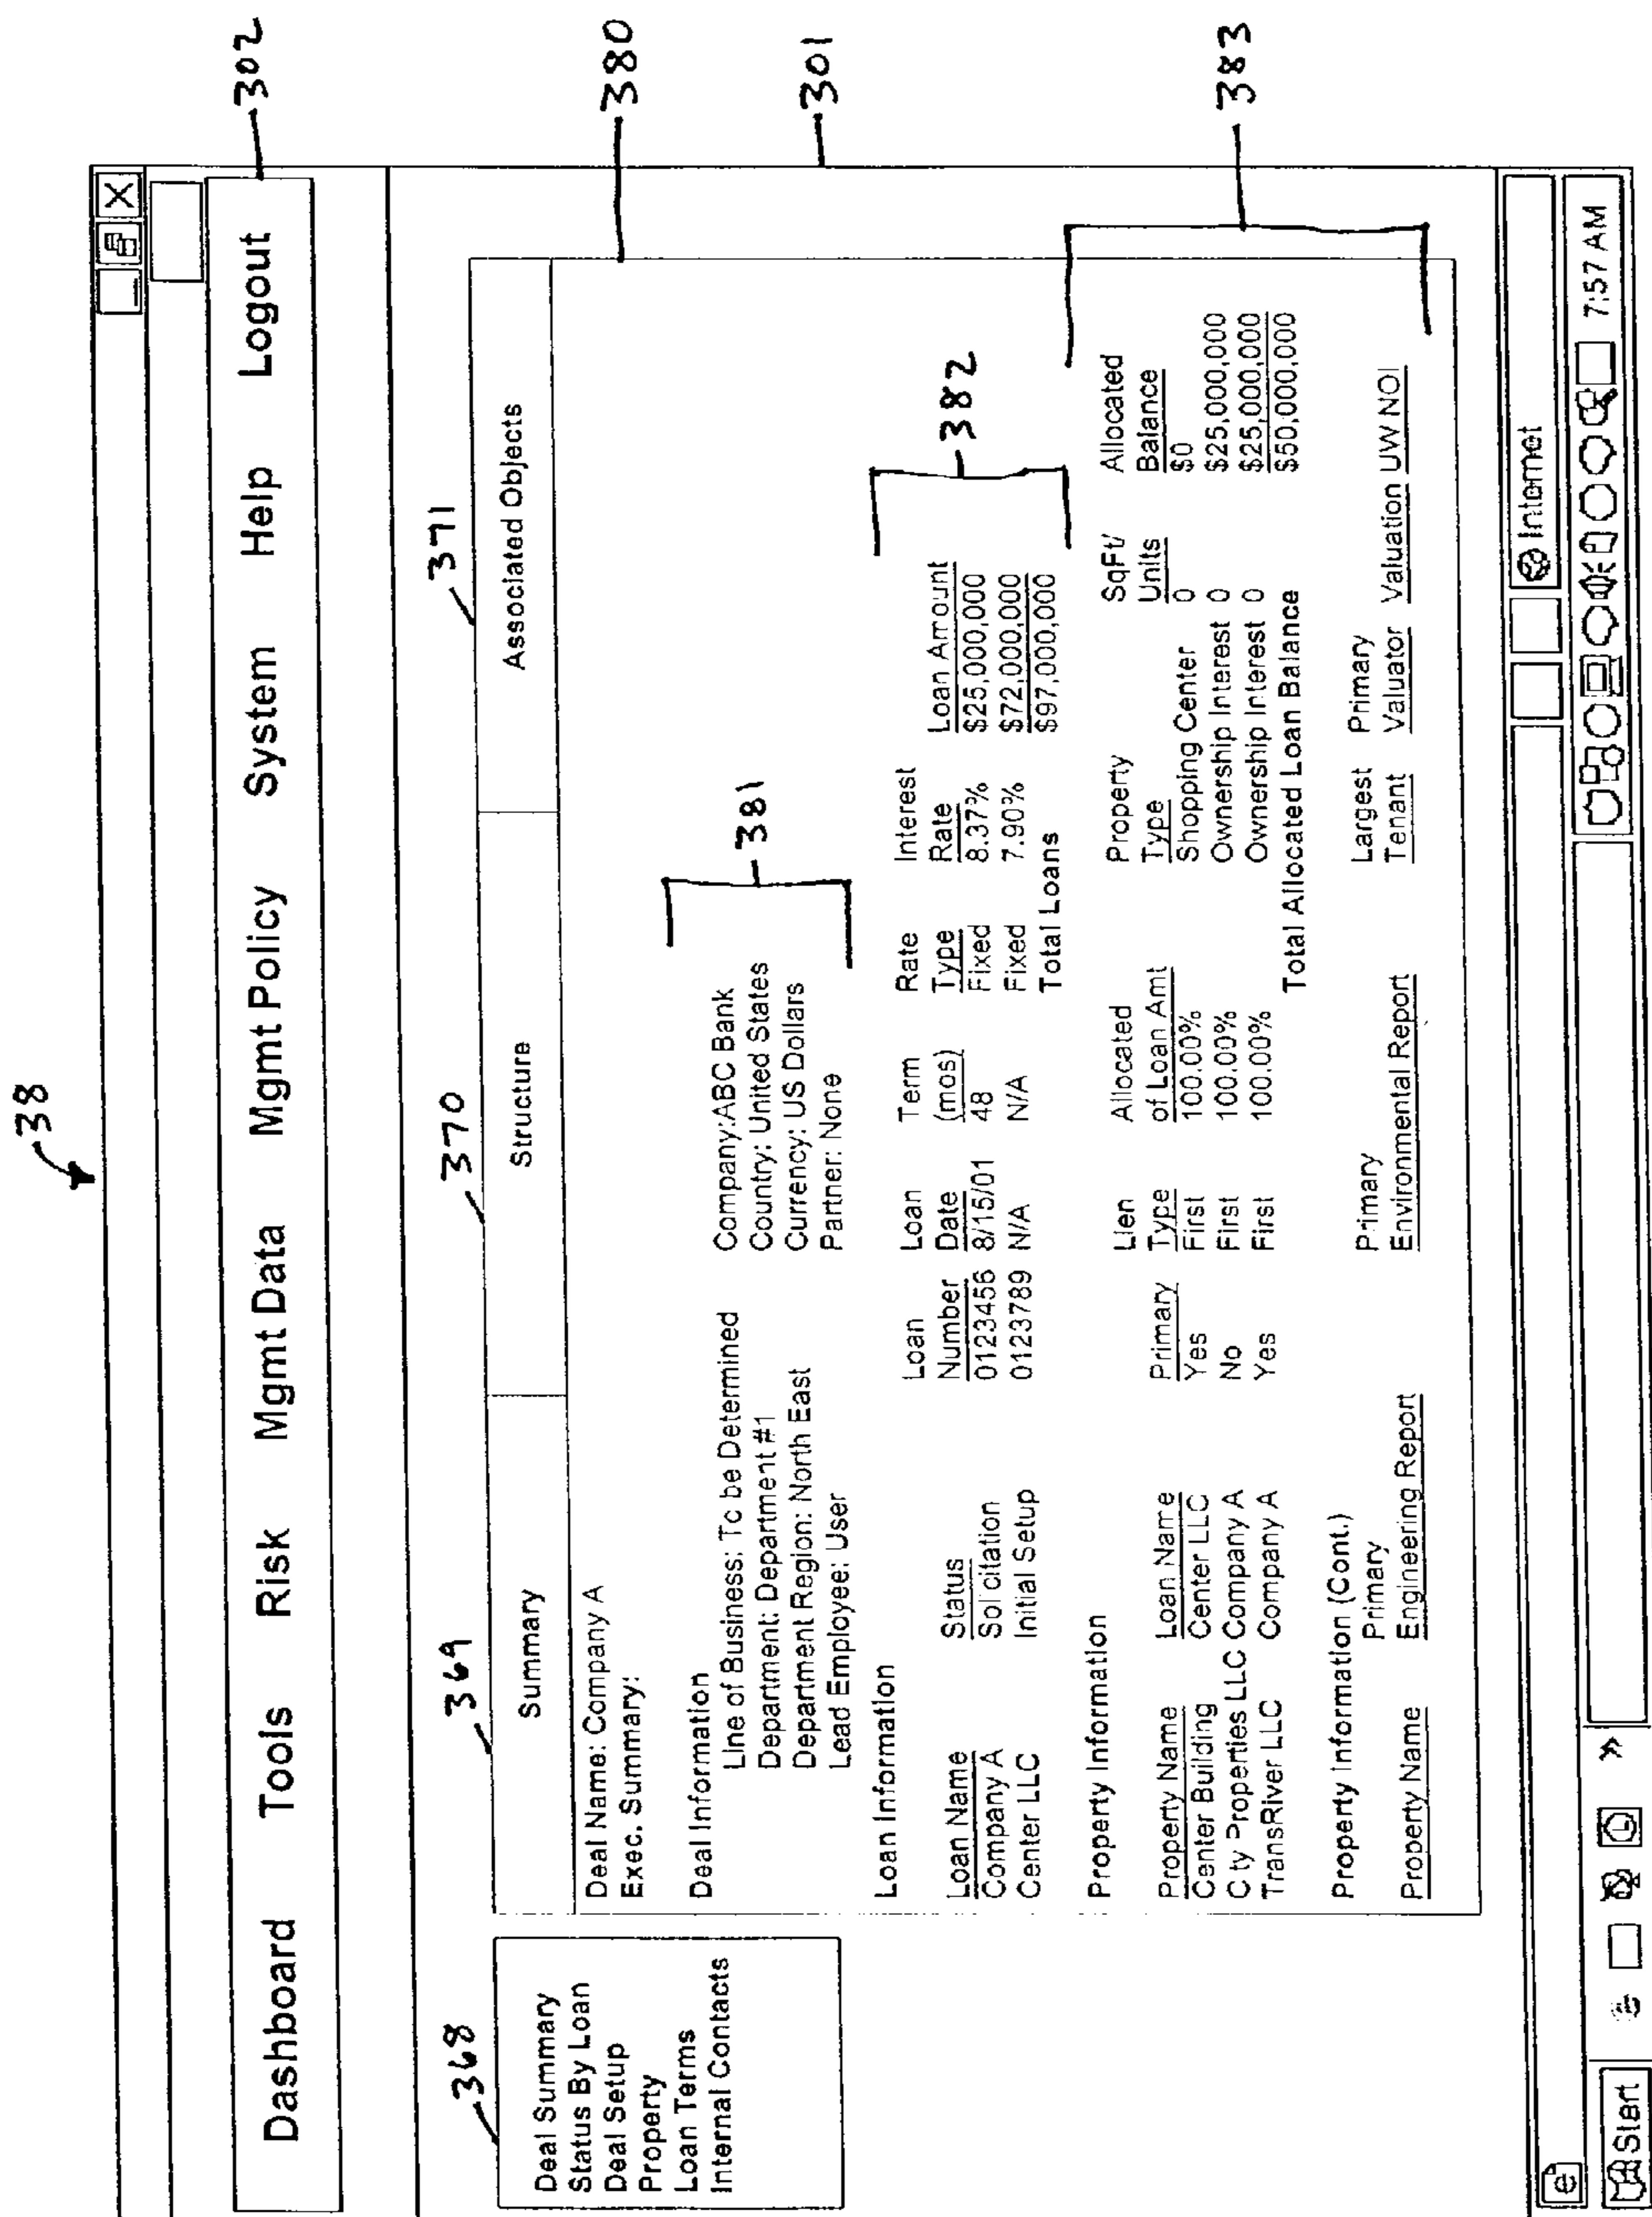 38
302
Dashboard Tools Risk Mgmt Data Mgmt Policy System Help Logout
368
369
370
371
Deal Summary
Status By Loan
Deal Setup
Property
Loan Terms
Internal Contacts
Summary Structure Associated Objects
380
301
Deal Name: Company A
Exec. Summary:
Deal Information
Line of Business: To be Determined Company:ABC Bank
Department: Department #1 Country: United States
Department Region: North East Currency: US Dollars
Lead Employee: User Partner: None
381
Loan Information
Loan Loan Term Rate Interest
Loan Name Status Number Date (mos) Type Rate Loan Amount
Company A Solicitation 0123456 8/15/01 48 Fixed 8.37% $25,000,000
Center LLC Initial Setup 0123789 N/A N/A Fixed 7.90% $72,000,000
Total Loans $97,000,000
382
Property Information
Lien Allocated Property SqFt/ Allocated
Property Name Loan Name Primary Type of Loan Amt Type Units Balance
Center Building Center LLC Yes First 100.00% Shopping Center 0 $0
City Properties LLC Company A No First 100.00% Ownership Interest 0 $25,000,000
TransRiver LLC Company A Yes First 100.00% Ownership Interest 0 $25,000,000
Total Allocated Loan Balance $50,000,000
383
Property Information (Cont.)
Primary Primary Largest Primary
Property Name Engineering Report Environmental Report Tenant Valuator Valuation UW NOI
e Internet
Start e » 7:57 AM